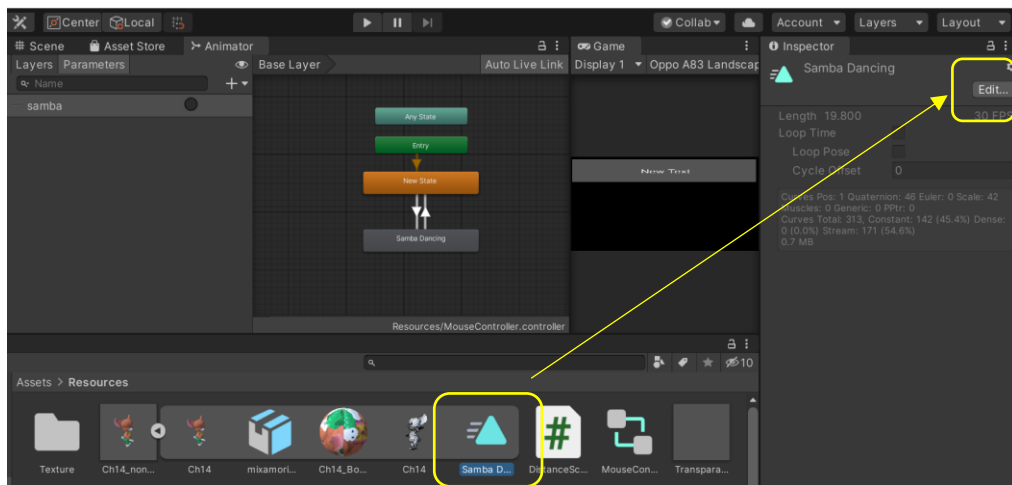 Center Local Collab Account Layers Layout
Scene Asset Store Animator Game Inspector
Layers Parameters Base Layer Auto Live Link Display 1 Oppo A83 Landscap Samba Dancing
Name Edit...
samba
Any State
Length 19.800 30 FPS
Loop Time
Entry
Loop Pose
Cycle Offset 0
New State
New Text
Curves Pos: 1 Quaternion: 46 Euler: 0 Scale: 42
Muscles: 0 Generic: 0 PPtr: 0
Curves Total: 313, Constant: 142 (45.4%) Dense:
0 (0.0%) Stream: 171 (54.6%)
0.7 MB
Samba Dancing
Resources/MouseController.controller
10
Assets > Resources
#
Texture Ch14_non... Ch14 mixamori... Ch14_Bo... Ch14 Samba D... DistanceSc... MouseCon... Transpara...